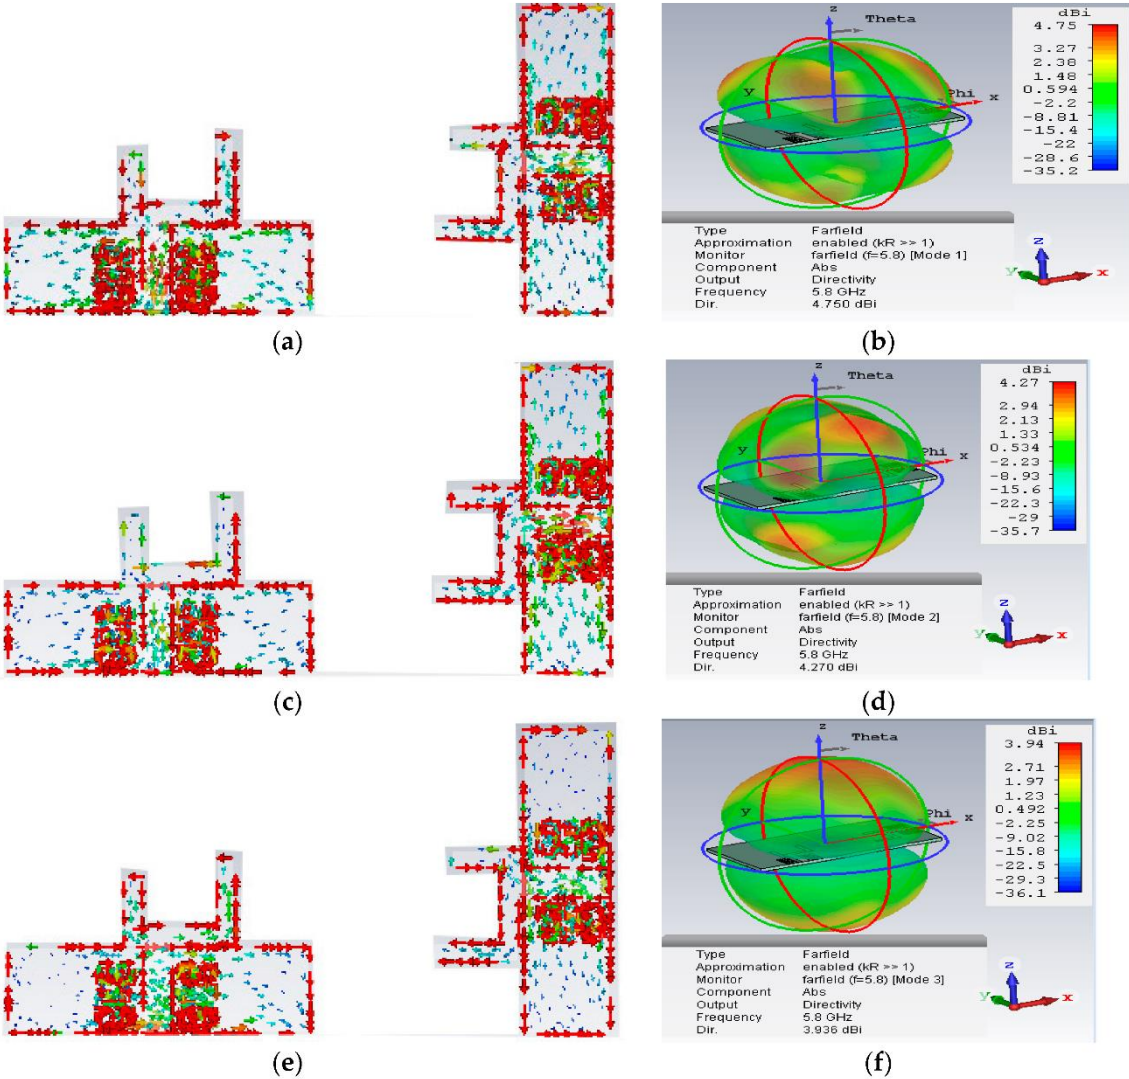 dBi
4.75
3.27
2.38
1.48
0.594
-2.2
-8.81
-15.4
-22
-28.6
-35.2
z
Theta
y
Phi
x
Type Farfield
Approximation enabled (kR >> 1)
Monitor farfield (f=5.8) [Mode 1]
Component Abs
Output Directivity
Frequency 5.8 GHz
Dir. 4.750 dBi
z
y
x
(a)
(b)
dBi
4.27
2.94
2.13
1.33
0.534
-2.23
-8.93
-15.6
-22.3
-29
-35.7
z
Theta
y
Phi
x
Type Farfield
Approximation enabled (kR >> 1)
Monitor farfield (f=5.8) [Mode 2]
Component Abs
Output Directivity
Frequency 5.8 GHz
Dir. 4.270 dBi
z
y
x
(c)
(d)
dBi
3.94
2.71
1.97
1.23
0.492
-2.25
-9.02
-15.8
-22.5
-29.3
-36.1
z
Theta
y
Phi
x
Type Farfield
Approximation enabled (kR >> 1)
Monitor farfield (f=5.8) [Mode 3]
Component Abs
Output Directivity
Frequency 5.8 GHz
Dir. 3.936 dBi
z
y
x
(e)
(f)